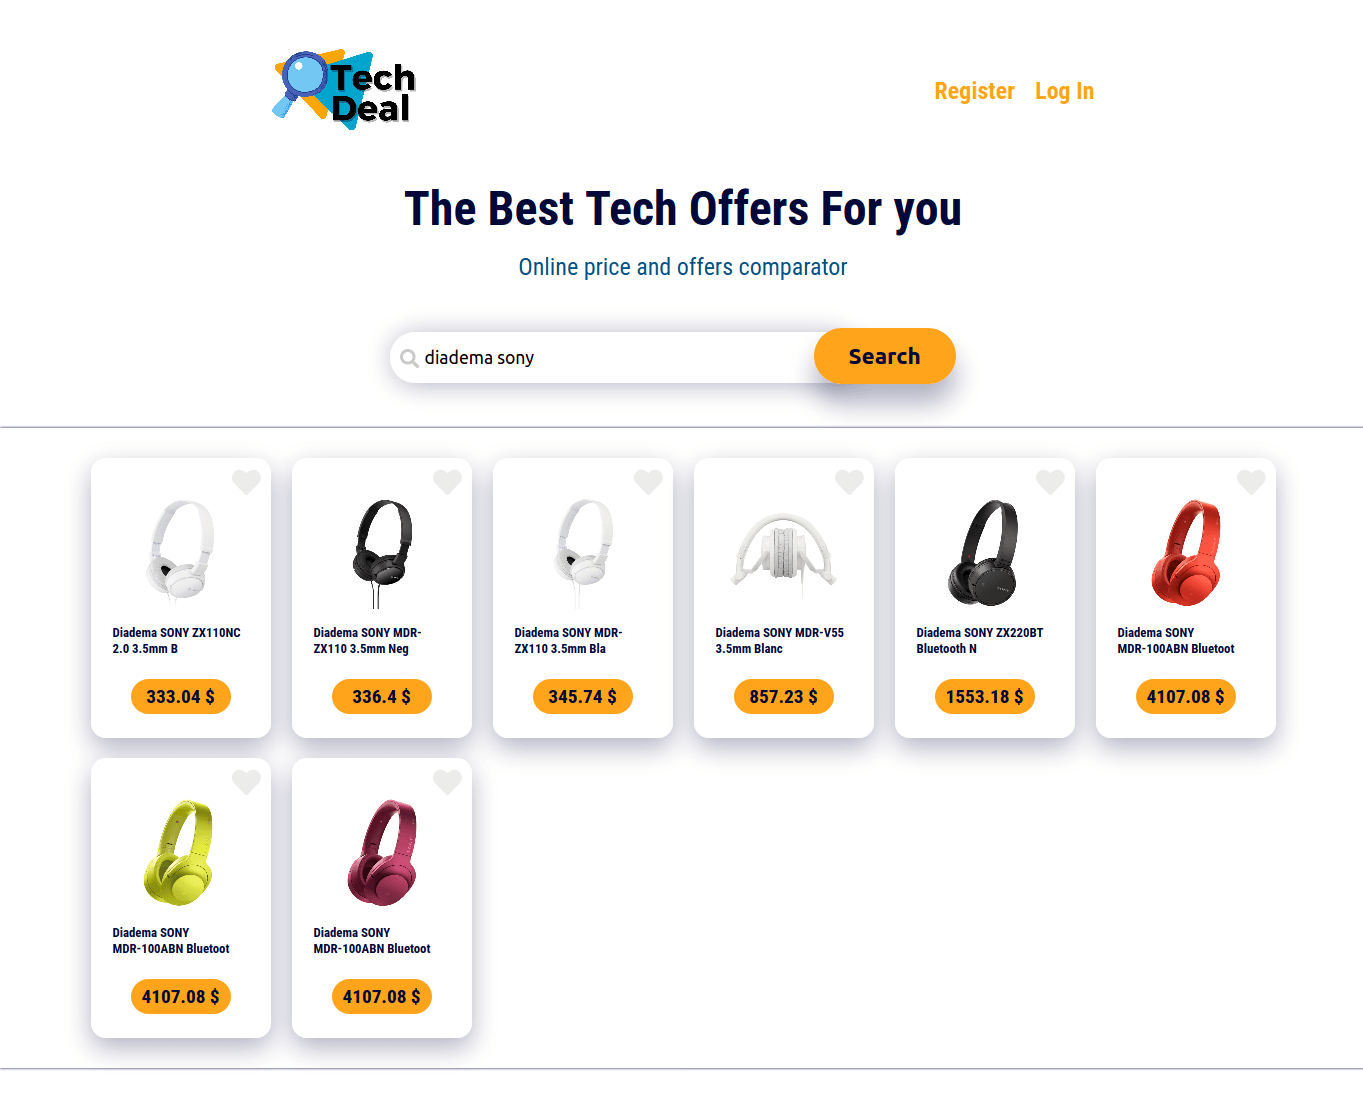 Tech
Deal
Register
Log In
The Best Tech Offers For you
Online price and offers comparator
diadema sony
Search
Diadema SONY ZX110NC
2.0 3.5mm B
333.04 $
Diadema SONY MDR-
ZX110 3.5mm Neg
336.4 $
Diadema SONY MDR-
ZX110 3.5mm Bla
345.74 $
Diadema SONY MDR-V55
3.5mm Blanc
857.23 $
Diadema SONY ZX220BT
Bluetooth N
1553.18 $
Diadema SONY
MDR-100ABN Bluetoot
4107.08 $
Diadema SONY
MDR-100ABN Bluetoot
4107.08 $
Diadema SONY
MDR-100ABN Bluetoot
4107.08 $